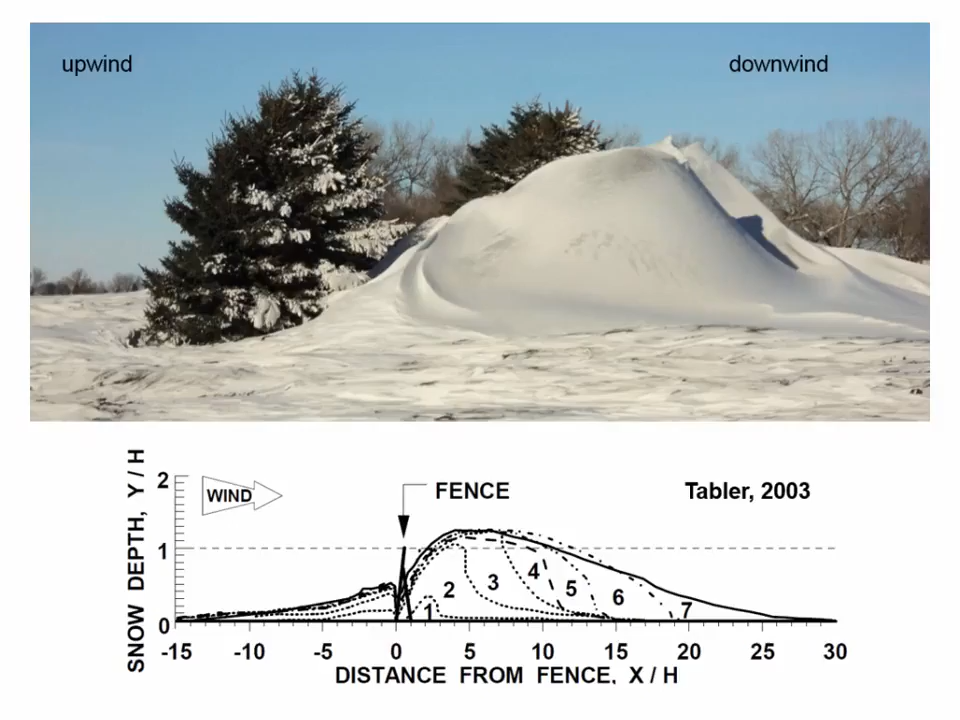 upwind
downwind
SNOW DEPTH, Y / H
2
1
0
WIND
FENCE
Tabler, 2003
1
2
3
4
5
6
7
-15 -10 -5 0 5 10 15 20 25 30
DISTANCE FROM FENCE, X / H